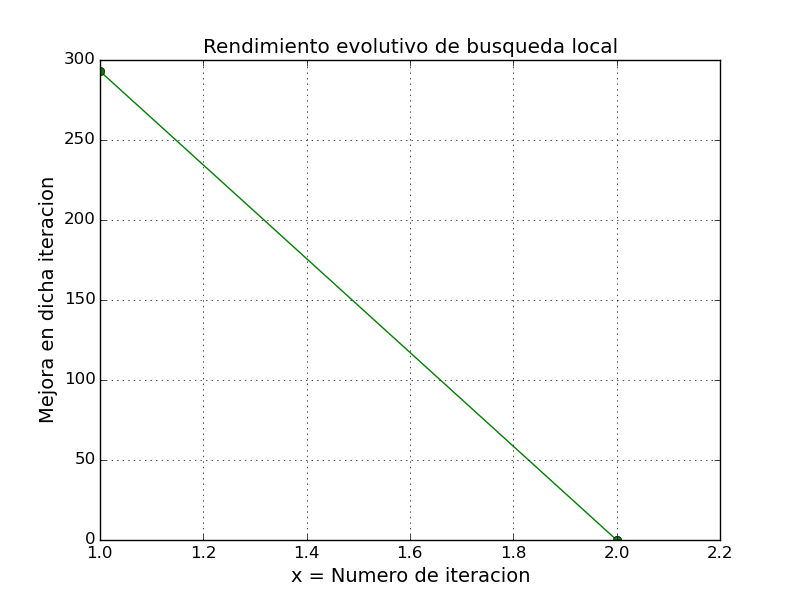 Rendimiento evolutivo de busqueda local
300
250
200
150
100
50
0
Mejora en dicha iteracion
1.0 1.2 1.4 1.6 1.8 2.0 2.2
x = Numero de iteracion